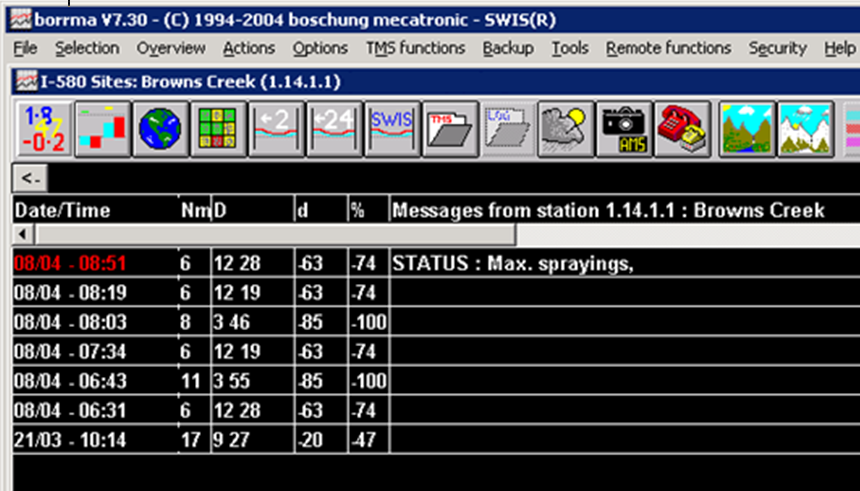 borrma V7.30 - (C) 1994-2004 boschung mecatronic - SWIS(R)
File Selection Overview Actions Options TMS functions Backup Tools Remote functions Security Help
I-580 Sites: Browns Creek (1.14.1.1)
1.8 -0.2 +2 +24 SWIS TMS LOG AMS
<-
Date/Time Nm D d % Messages from station 1.14.1.1 : Browns Creek
08/04 - 08:51 6 12 28 -63 -74 STATUS : Max. sprayings,
08/04 - 08:19 6 12 19 -63 -74
08/04 - 08:03 8 3 46 -85 -100
08/04 - 07:34 6 12 19 -63 -74
08/04 - 06:43 11 3 55 -85 -100
08/04 - 06:31 6 12 28 -63 -74
21/03 - 10:14 17 9 27 -20 -47